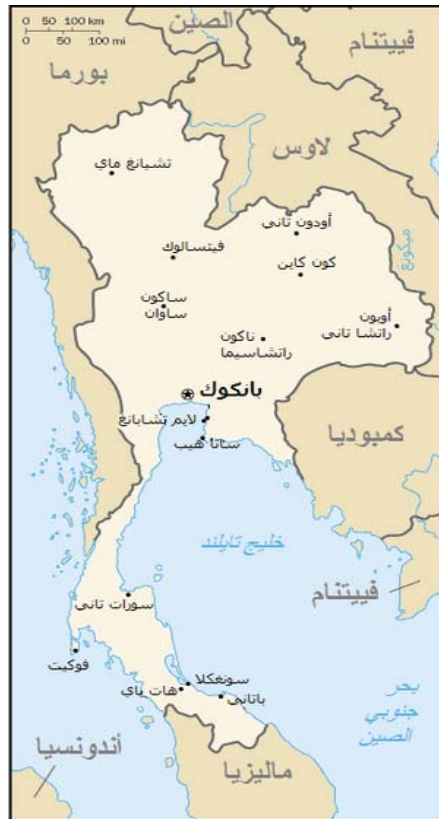 0 50 100 km
0 50 100 mi
الصين
فييتنام
بورما
لاوس
تشيانغ ماي
أودون تاني
فيتسالوك
ميكونغ
كون كاين
ساكون
ساوان
أوبون
راتشا تاني
ناكون
راتشاسيما
بانكوك
لايم تشابانغ
ساتا هيب
كمبوديا
خليج تايلند
سورات تاني
فييتنام
فوكيت
سونغكلا
هات ياي
باتاني
بحر
جنوبي
الصين
أندونسيا
ماليزيا